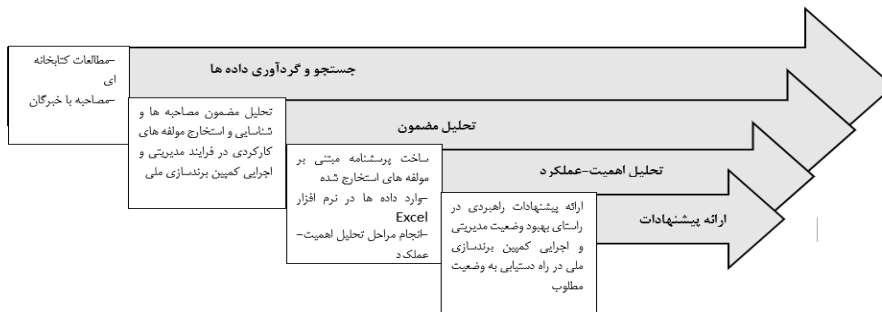 جستجو و گردآوری داده ها
-مطالعات کتابخانه
ای
-مصاحبه با خبرگان
تحلیل مضمون
تحلیل مضمون مصاحبه ها و
شناسایی و استخراج مولفه های
کارکردی در فرایند مدیریتی و
اجرایی کمپین برندسازی ملی
تحلیل اهمیت-عملکرد
ساخت پرسشنامه مبتنی بر
مولفه های استخراج شده
-وارد داده ها در نرم افزار
Excel
-انجام مراحل تحلیل اهمیت-
عملکرد
ارائه پیشنهادات
ارائه پیشنهادات راهبردی در
راستای بهبود وضعیت مدیریتی
و اجرایی کمپین برندسازی
ملی در راه دستیابی به وضعیت
مطلوب